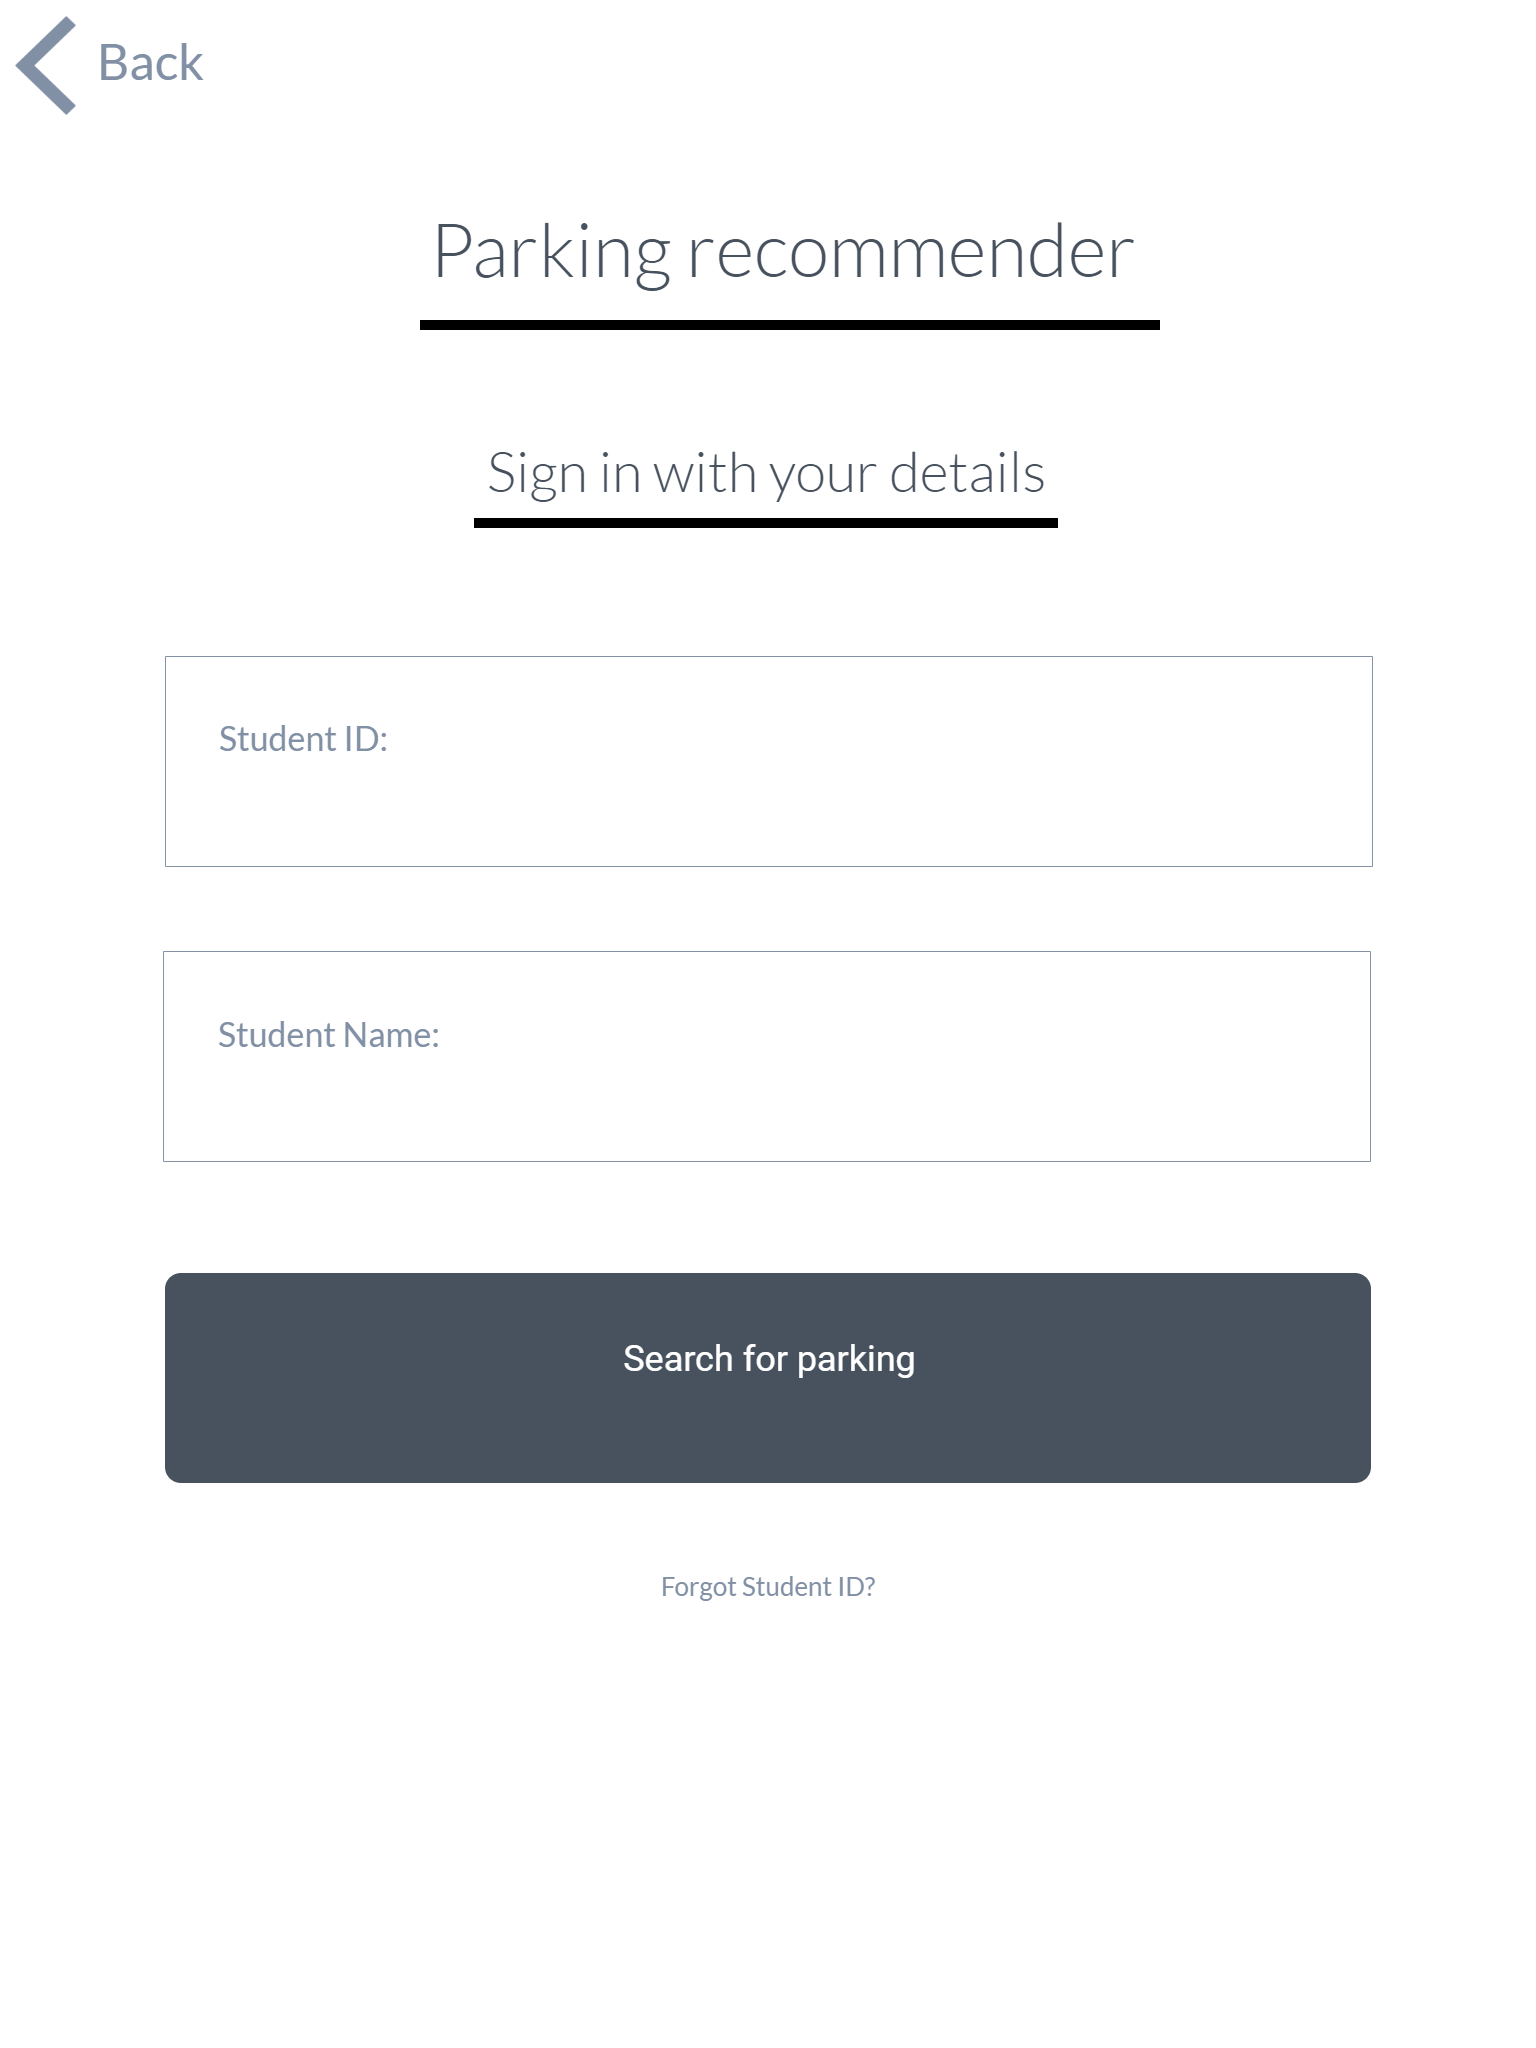 Back
Parking recommender
Sign in with your details
Student ID:
Student Name:
Search for parking
Forgot Student ID?